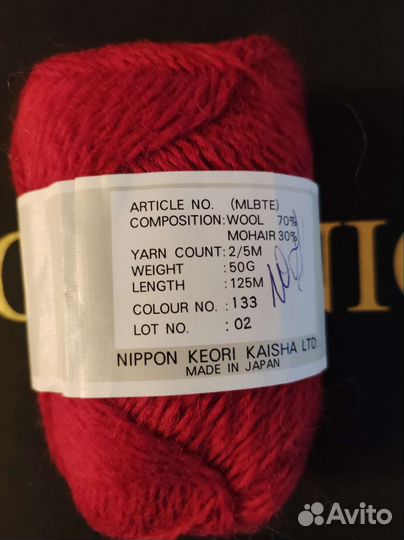 ARTICLE NO. (MLBTE)
COMPOSITION: WOOL 70%
MOHAIR 30%
YARN COUNT: 2/5M
WEIGHT : 50G
LENGTH : 125M
COLOUR NO. : 133
LOT NO. : 02
NIPPON KEORI KAISHA LTD
MADE IN JAPAN
Avito